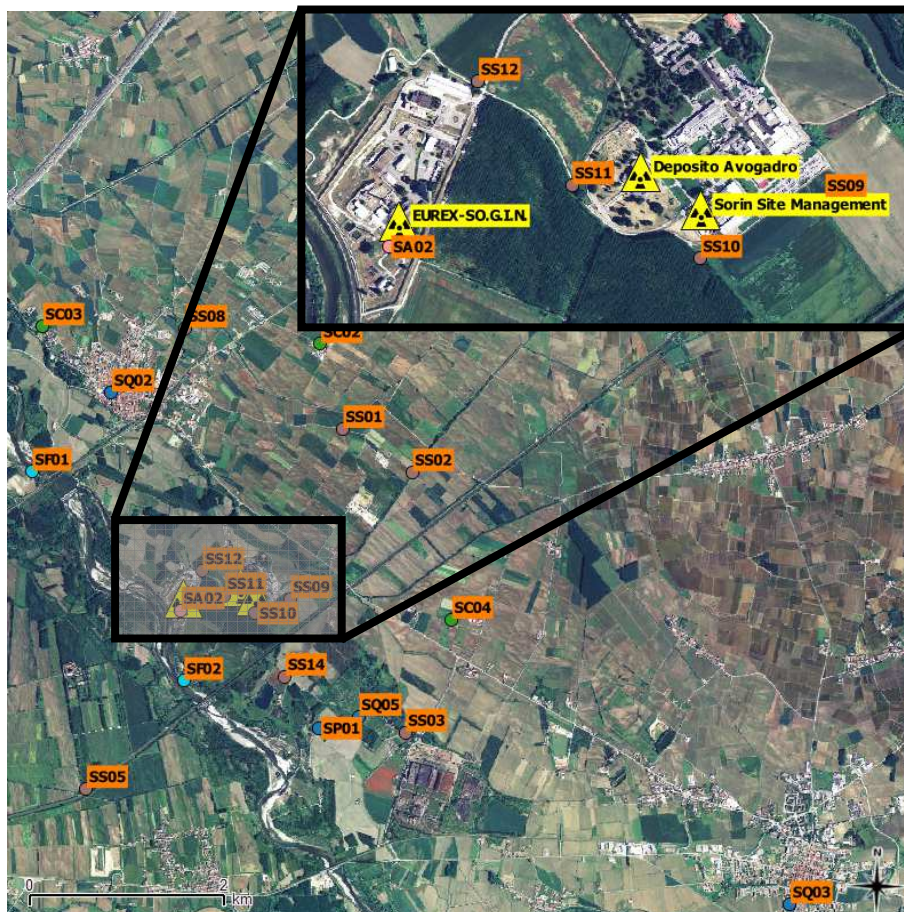 SS12
SS11
Deposito Avogadro
SS09
Sorin Site Management
EUREX-SO.G.I.N.
SA02
SS10
SC03
SS08
SC02
SQ02
SS01
SF01
SS02
SS12
SS11
SS09
SA02
SS10
SC04
SF02
SS14
SQ05
SP01
SS03
SS05
N
0
2
km
SQ03